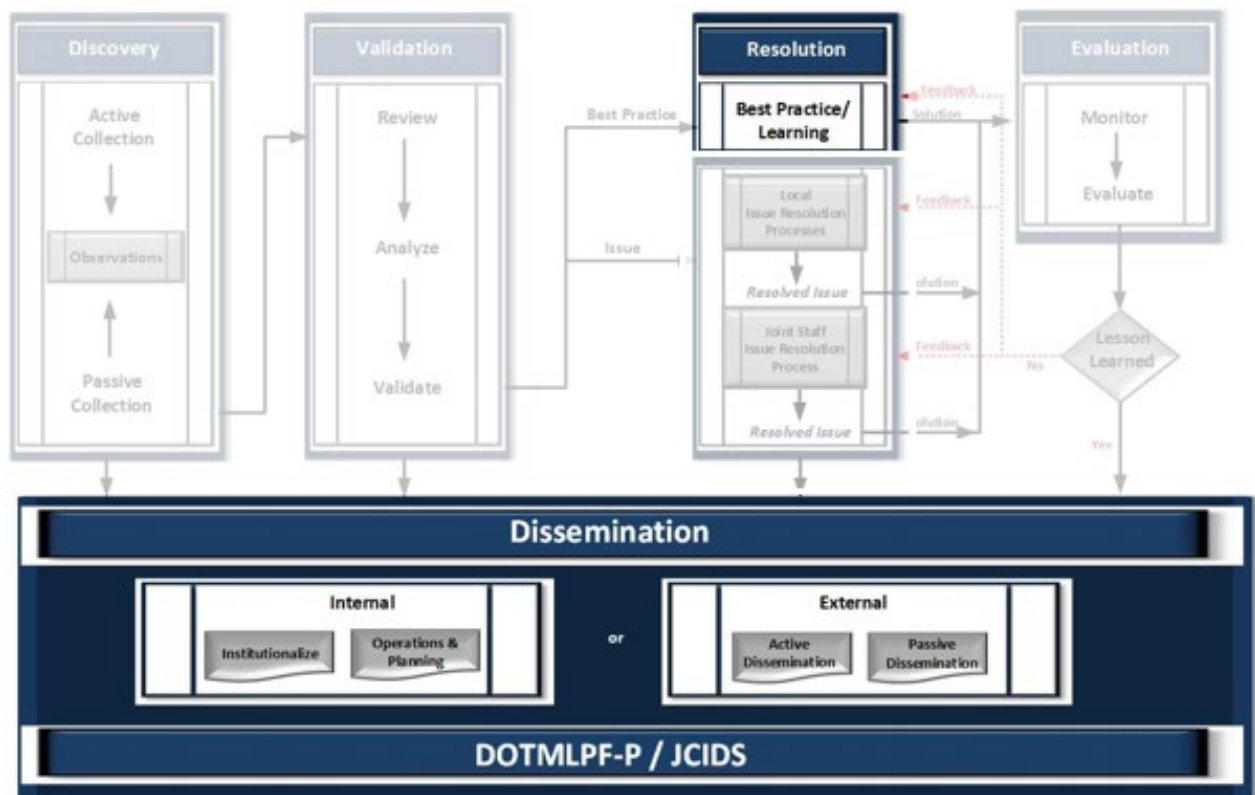 Discovery
Active
Collection
Observations
Passive
Collection
Validation
Review
Analyze
Validate
Best Practice
Issue
Resolution
Best Practice/
Learning
Local
Issue Resolution
Processes
Resolved Issue
Joint Staff
Issue Resolution
Process
Resolved Issue
Feedback
Solution
Feedback
olution
Feedback
olution
Evaluation
Monitor
Evaluate
Lesson
Learned
No
Yes
Dissemination
Internal
Institutionalize
Operations &
Planning
or
External
Active
Dissemination
Passive
Dissemination
DOTMLPF-P / JCIDS